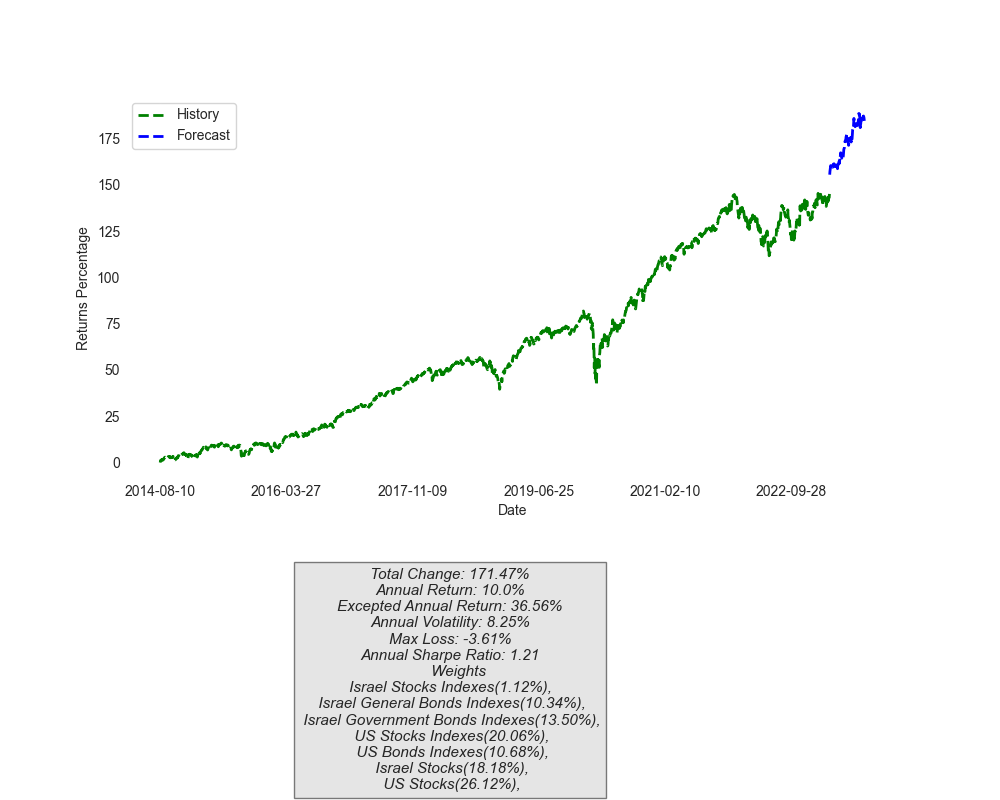 History
Forecast
175
150
125
100
75
50
25
0
Returns Percentage
2014-08-10 2016-03-27 2017-11-09 2019-06-25 2021-02-10 2022-09-28
Date
Total Change: 171.47%
Annual Return: 10.0%
Excepted Annual Return: 36.56%
Annual Volatility: 8.25%
Max Loss: -3.61%
Annual Sharpe Ratio: 1.21
Weights
Israel Stocks Indexes(1.12%),
Israel General Bonds Indexes(10.34%),
Israel Government Bonds Indexes(13.50%),
US Stocks Indexes(20.06%),
US Bonds Indexes(10.68%),
Israel Stocks(18.18%),
US Stocks(26.12%),